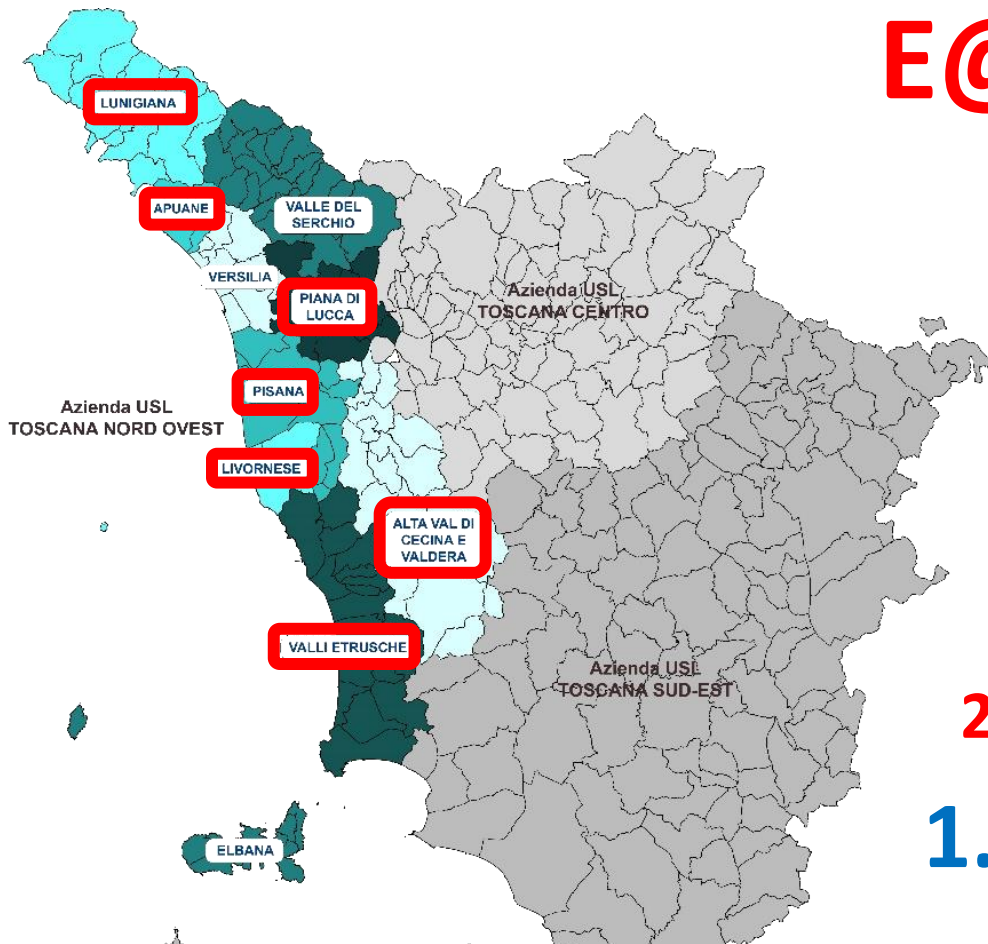 E@
LUNIGIANA
APUANE
VALLE DEL
SERCHIO
VERSILIA
PIANA DI
LUCCA
Azienda USL
TOSCANA CENTRO
PISANA
Azienda USL
TOSCANA NORD OVEST
LIVORNESE
ALTA VAL DI
CECINA E
VALDERA
VALLI ETRUSCHE
Azienda USL
TOSCANA SUD-EST
2
1.
ELBANA